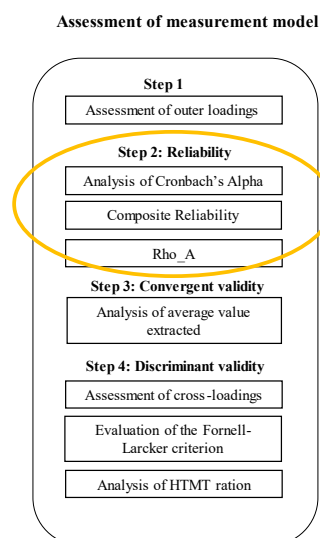 Assessment of measurement model
Step 1
Assessment of outer loadings
Step 2: Reliability
Analysis of Cronbach’s Alpha
Composite Reliability
Rho_A
Step 3: Convergent validity
Analysis of average value
extracted
Step 4: Discriminant validity
Assessment of cross-loadings
Evaluation of the Fornell-
Larcker criterion
Analysis of HTMT ration